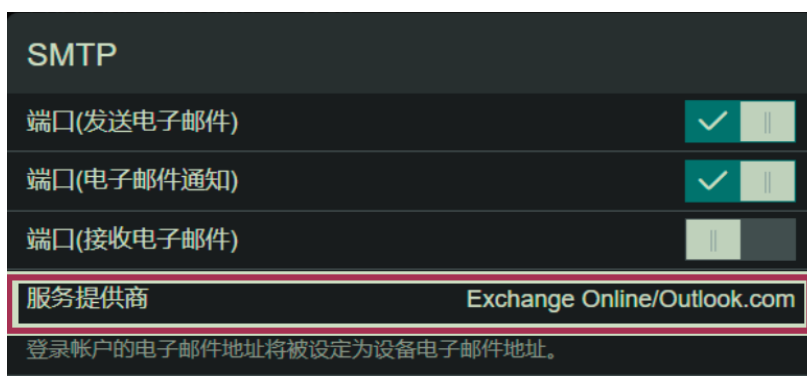 SMTP
端口(发送电子邮件)
端口(电子邮件通知)
端口(接收电子邮件)
服务提供商 Exchange Online/Outlook.com
登录帐户的电子邮件地址将被设定为设备电子邮件地址。